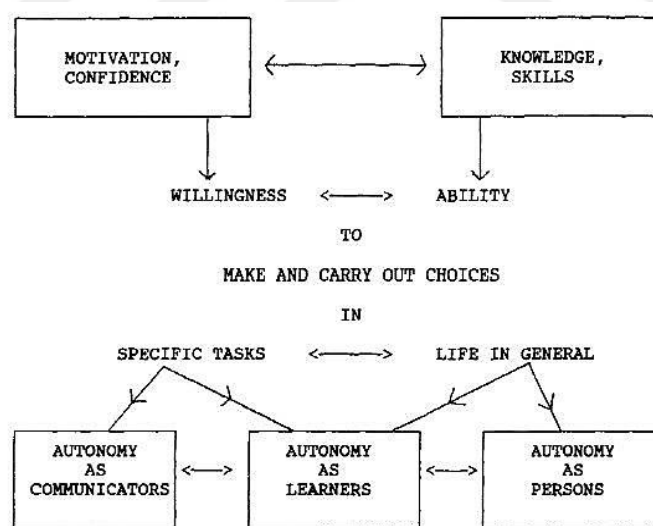 MOTIVATION,
CONFIDENCE
KNOWLEDGE,
SKILLS
WILLINGNESS
ABILITY
TO
MAKE AND CARRY OUT CHOICES
IN
SPECIFIC TASKS
LIFE IN GENERAL
AUTONOMY
AS
COMMUNICATORS
AUTONOMY
AS
LEARNERS
AUTONOMY
AS
PERSONS